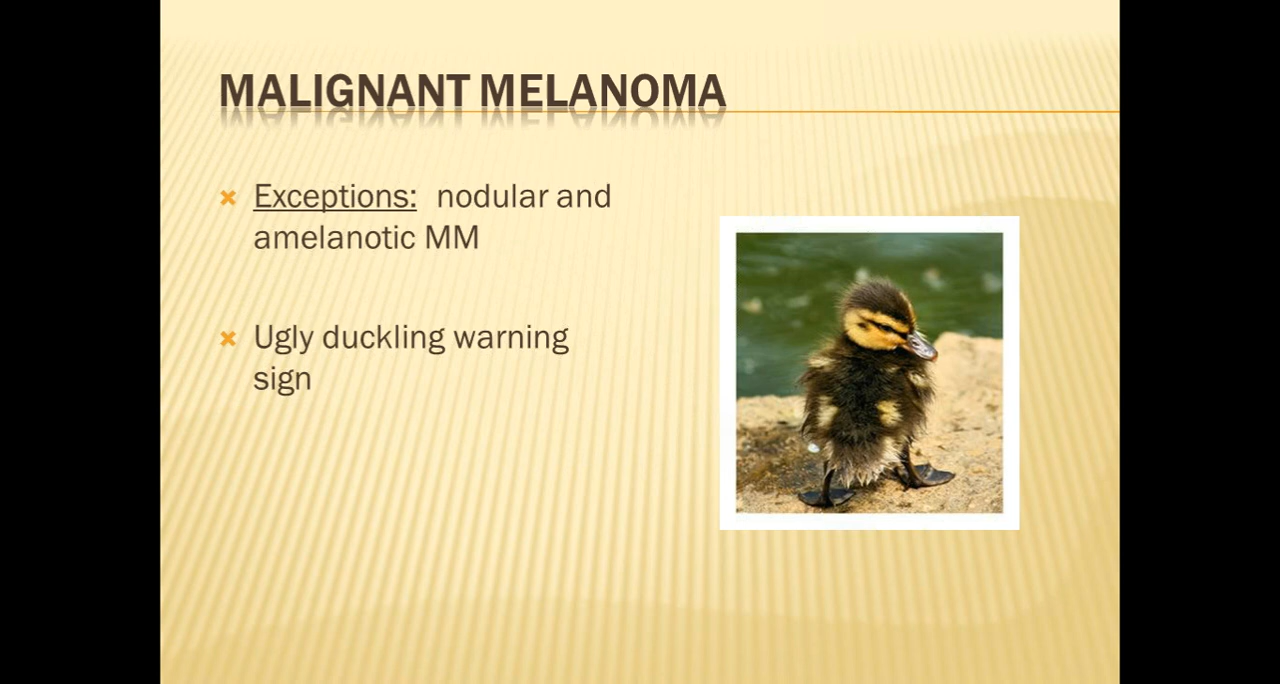 MALIGNANT MELANOMA
Exceptions: nodular and
amelanotic MM
Ugly duckling warning
sign